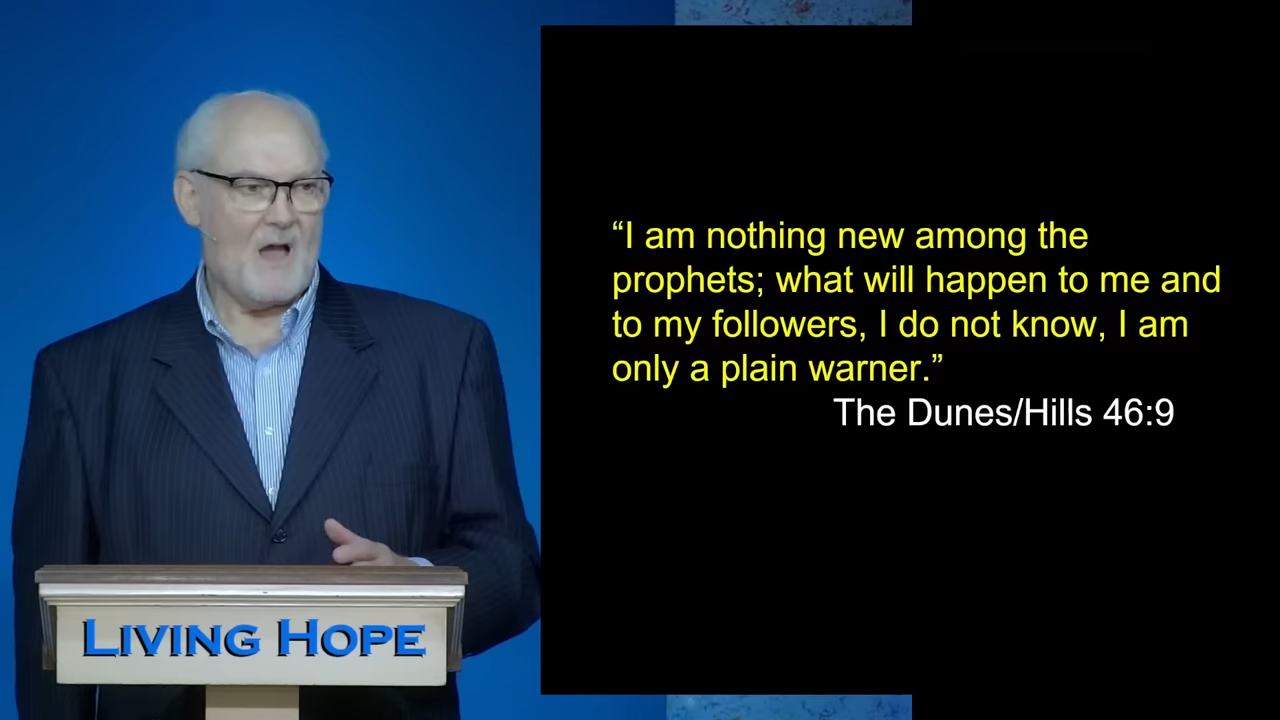 “I am nothing new among the
prophets; what will happen to me and
to my followers, I do not know, I am
only a plain warner.”
The Dunes/Hills 46:9
LIVING HOPE